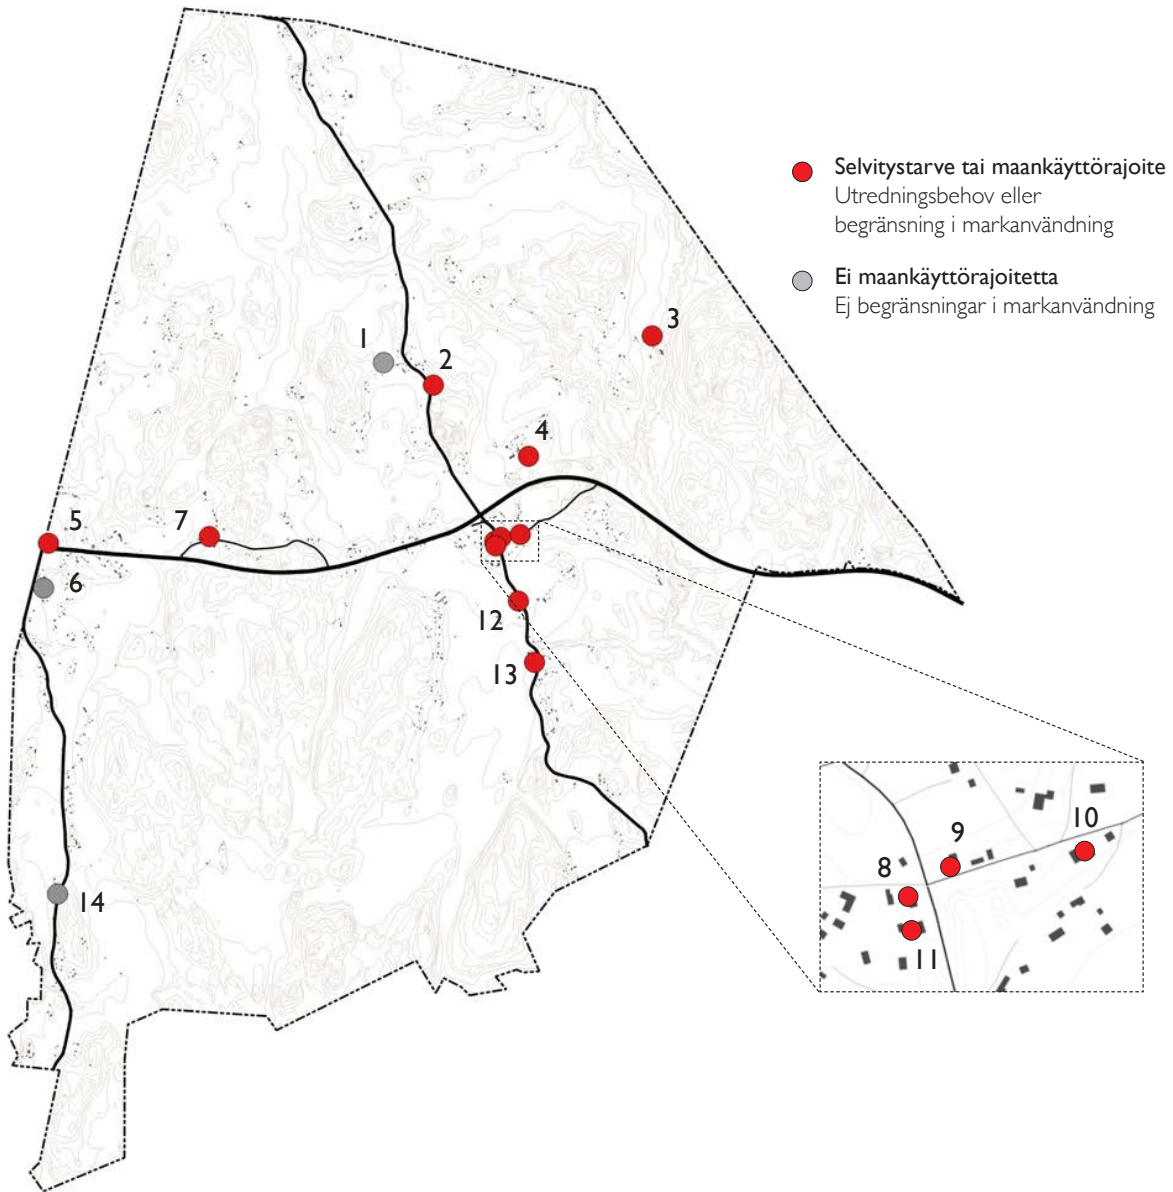 Selvitystarve tai maankäyttörajoite
Utredningsbehov eller
begränsning i markanvändning
Ei maankäyttörajoitetta
Ej begränsningar i markanvändning
1
2
3
4
5
7
6
12
13
14
10
9
8
11